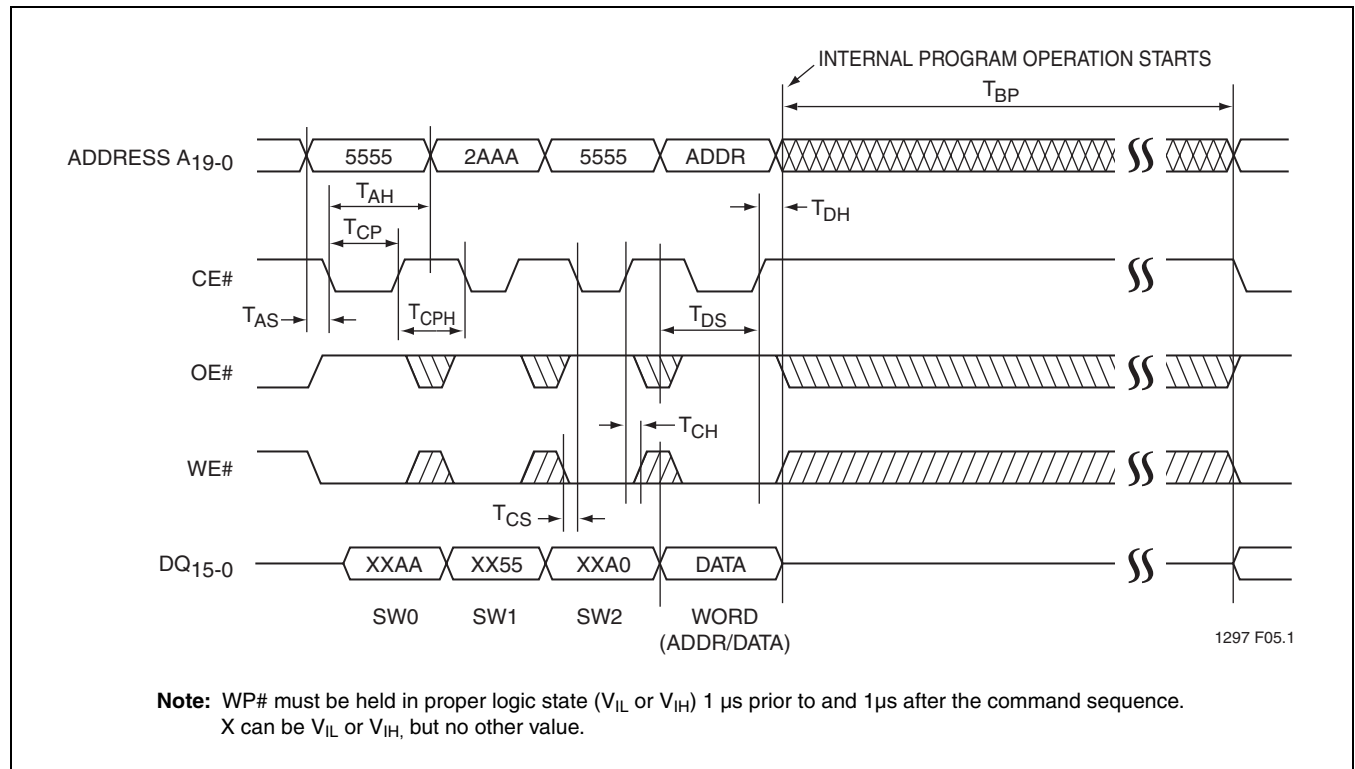 INTERNAL PROGRAM OPERATION STARTS
TBP
ADDRESS A19-0
5555
2AAA
5555
ADDR
TAH
TDH
TCP
CE#
TAS
TCPH
TDS
OE#
TCH
WE#
TCS
DQ15-0
XXAA
XX55
XXA0
DATA
SW0
SW1
SW2
WORD
(ADDR/DATA)
1297 F05.1
Note: WP# must be held in proper logic state (VIL or VIH) 1 µs prior to and 1µs after the command sequence.
X can be VIL or VIH, but no other value.